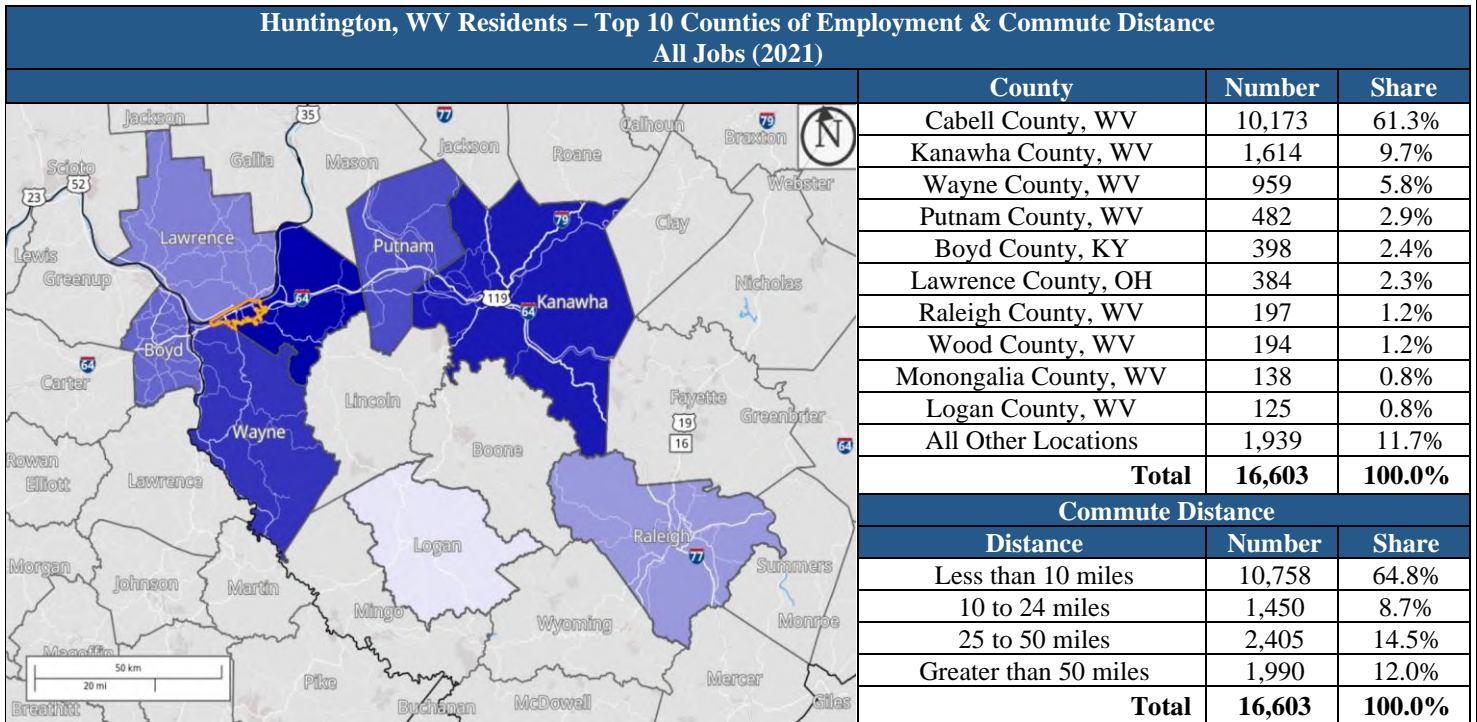 Huntington, WV Residents – Top 10 Counties of Employment & Commute Distance
All Jobs (2021)
County Number Share
Cabell County, WV 10,173 61.3%
Kanawha County, WV 1,614 9.7%
Wayne County, WV 959 5.8%
Putnam County, WV 482 2.9%
Boyd County, KY 398 2.4%
Lawrence County, OH 384 2.3%
Raleigh County, WV 197 1.2%
Wood County, WV 194 1.2%
Monongalia County, WV 138 0.8%
Logan County, WV 125 0.8%
All Other Locations 1,939 11.7%
Total 16,603 100.0%
Commute Distance
Distance Number Share
Less than 10 miles 10,758 64.8%
10 to 24 miles 1,450 8.7%
25 to 50 miles 2,405 14.5%
Greater than 50 miles 1,990 12.0%
Total 16,603 100.0%
Jackson
35
77
Calhoun
79
Braxton
N
Gallia
Mason
Jackson
Roane
Scioto
52
23
Webster
Lawrence
Putnam
79
Clay
Lewis
Greenup
64
119
Kanawha
64
Nicholas
Boyd
64
Carter
Lincoln
Fayette
19
16
Greenbrier
64
Wayne
Boone
Rowan
Elliott
Lawrence
Logan
Raleigh
77
Summers
Morgan
Johnson
Martin
Mingo
Wyoming
Monroe
Magoffin
50 km
20 mi
Pike
Mercer
Breathitt
Buchanan
McDowell
Giles